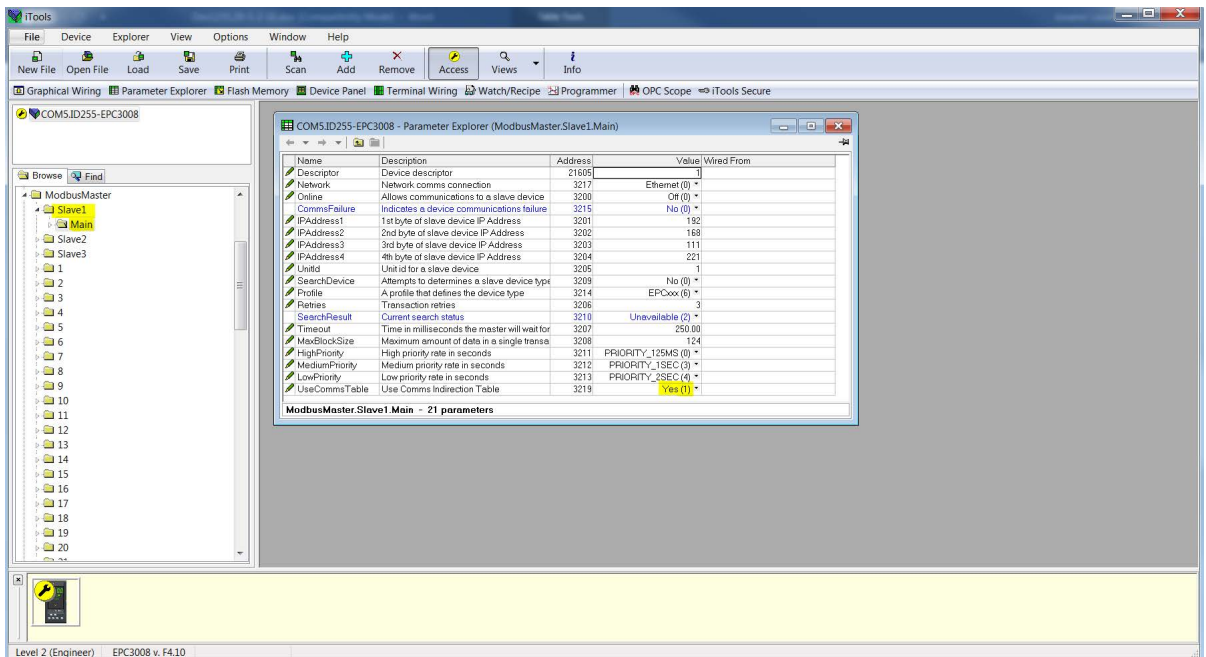 iTools
File Device Explorer View Options Window Help
New File Open File Load Save Print Scan Add Remove Access Views Info
Graphical Wiring Parameter Explorer Flash Memory Device Panel Terminal Wiring Watch/Recipe Programmer OPC Scope iTools Secure
COM5.ID255-EPC3008
COM5.ID255-EPC3008 - Parameter Explorer (ModbusMaster.Slave1.Main)
Name Description Address Value Wired From
Descriptor Device descriptor 21605 1
Network Network comms connection 3217 Ethernet (0)
Online Allows communications to a slave device 3200 Off (0)
CommsFailure Indicates a device communications failure 3215 No (0)
IPAddress1 1st byte of slave device IP Address 3201 192
IPAddress2 2nd byte of slave device IP Address 3202 168
IPAddress3 3rd byte of slave device IP Address 3203 111
IPAddress4 4th byte of slave device IP Address 3204 221
UnitId Unit id for a slave device 3205 1
SearchDevice Attempts to determines a slave device type 3209 No (0)
Profile A profile that defines the device type 3214 EPCxxx (6)
Retries Transaction retries 3206 3
SearchResult Current search status 3210 Unavailable (2)
Timeout Time in milliseconds the master will wait for 3207 250.00
MaxBlockSize Maximum amount of data in a single transa 3208 124
HighPriority High priority rate in seconds 3211 PRIORITY_125MS (0)
MediumPriority Medium priority rate in seconds 3212 PRIORITY_1SEC (3)
LowPriority Low priority rate in seconds 3213 PRIORITY_2SEC (4)
UseCommsTable Use Comms Indirection Table 3219 Yes (1)
ModbusMaster.Slave1.Main - 21 parameters
Browse Find
ModbusMaster
Slave1
Main
Slave2
Slave3
1
2
3
4
5
6
7
8
9
10
11
12
13
14
15
16
17
18
19
20
Level 2 (Engineer) EPC3008 v. F4.10